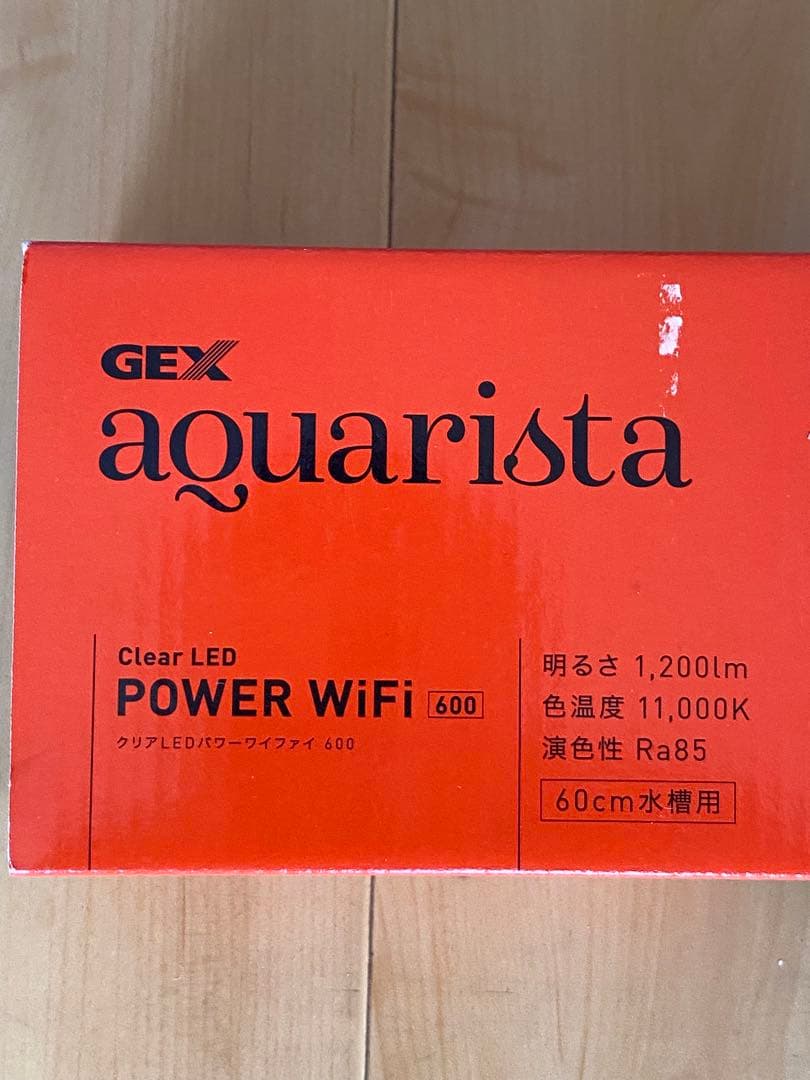 GEX
aquarista
Clear LED
POWER WiFi 600
クリアLEDパワーワイファイ 600
明るさ 1,200lm
色温度 11,000K
演色性 Ra85
60cm水槽用